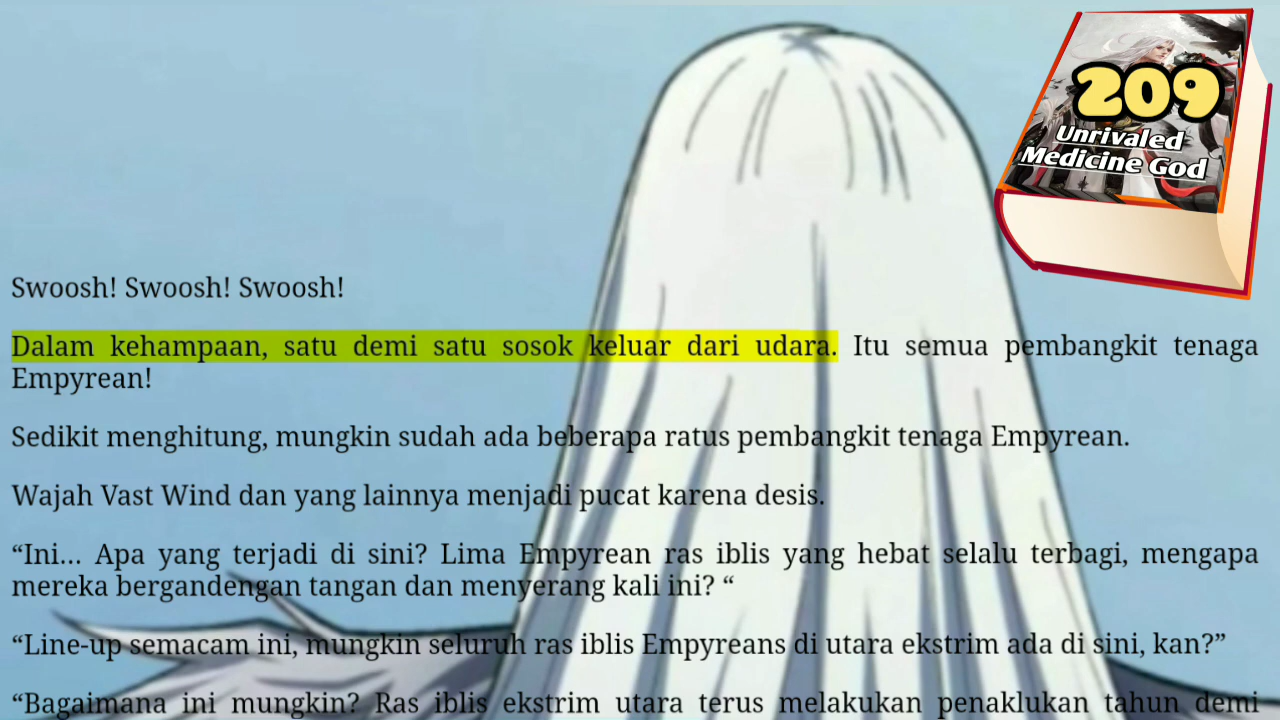 209
Unrivaled
Medicine God
Swoosh! Swoosh! Swoosh!
Dalam kehampaan, satu demi satu sosok keluar dari udara. Itu semua pembangkit tenaga
Empyrean!
Sedikit menghitung, mungkin sudah ada beberapa ratus pembangkit tenaga Empyrean.
Wajah Vast Wind dan yang lainnya menjadi pucat karena desis.
“Ini… Apa yang terjadi di sini? Lima Empyrean ras iblis yang hebat selalu terbagi, mengapa
mereka bergandengan tangan dan menyerang kali ini? “
“Line-up semacam ini, mungkin seluruh ras iblis Empyreans di utara ekstrim ada di sini, kan?”
“Bagaimana ini mungkin? Ras iblis ekstrim utara terus melakukan penaklukan tahun demi